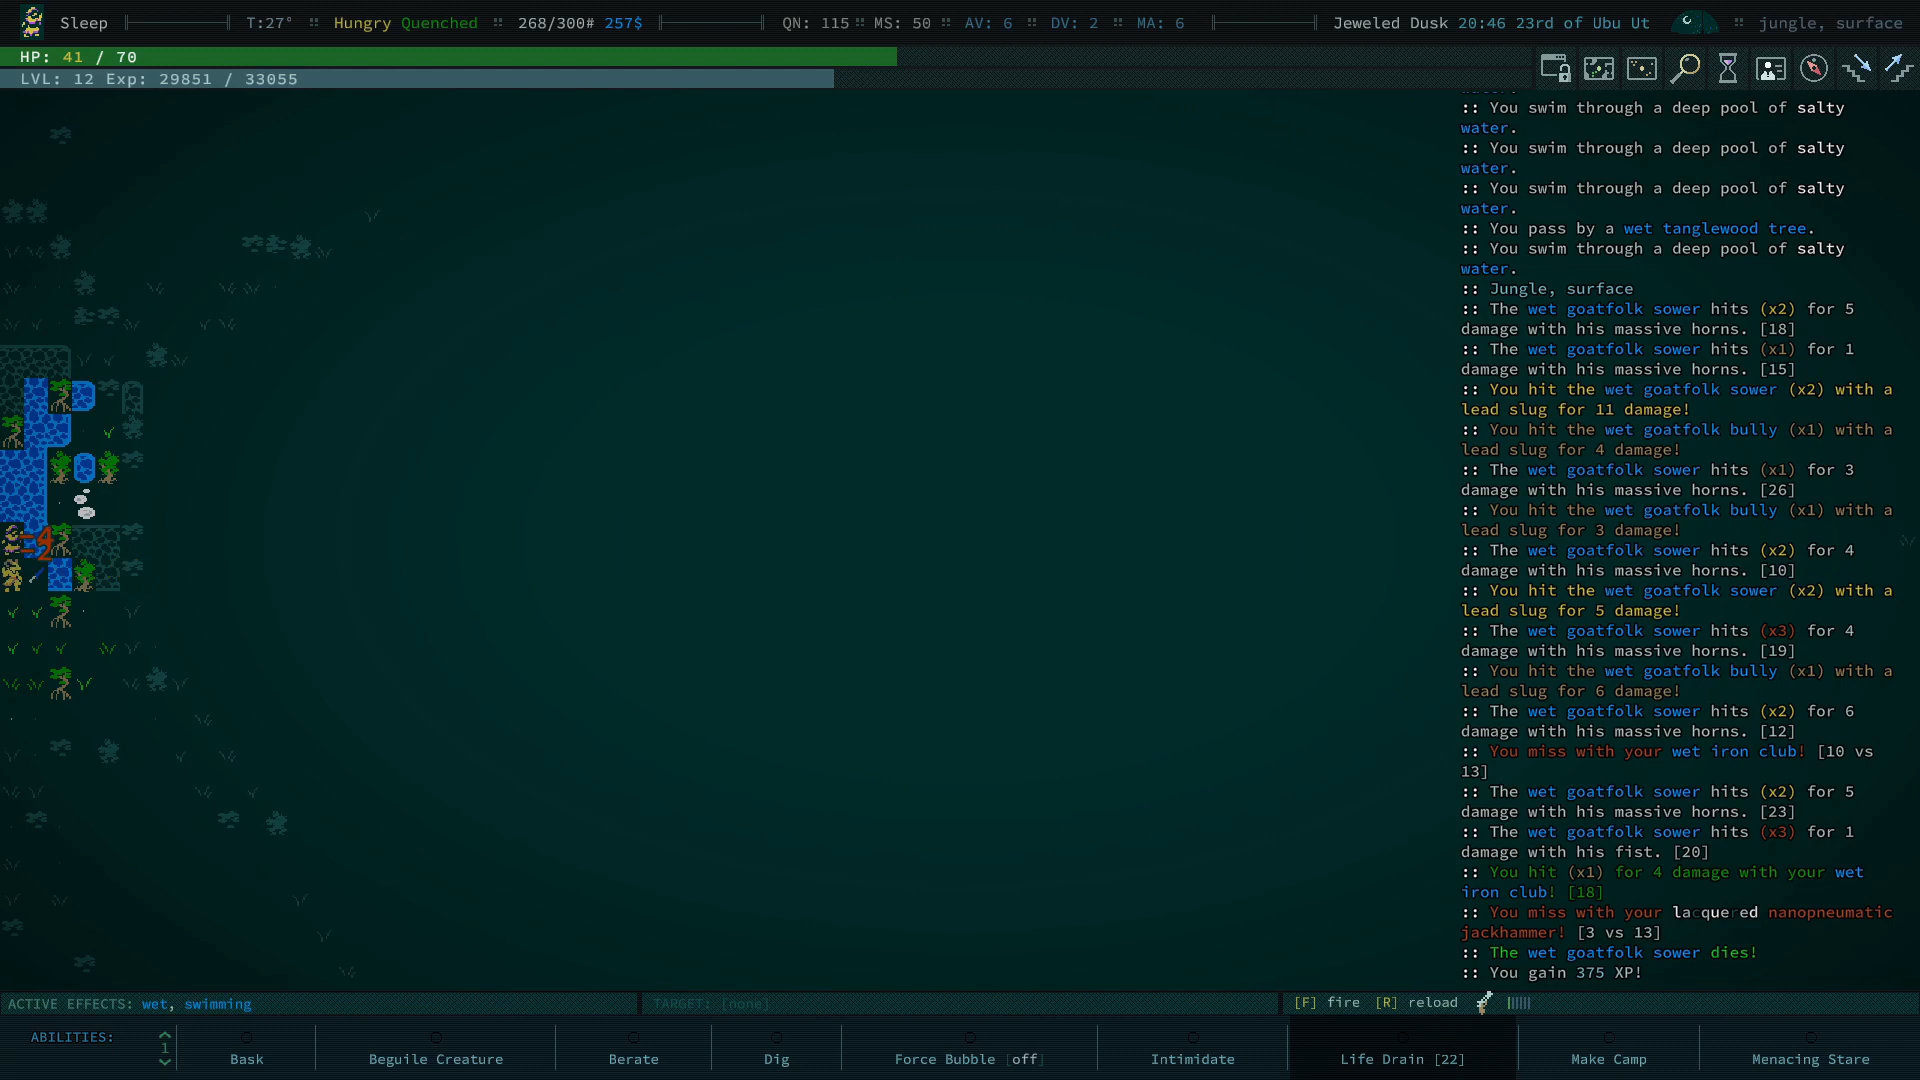 Sleep T:27° :: Hungry Quenched :: 268/300# 257$ QN: 115 :: MS: 50 :: AV: 6 :: DV: 2 :: MA: 6 Jeweled Dusk 20:46 23rd of Ubu Ut :: jungle, surface
HP: 41 / 70
LVL: 12 Exp: 29851 / 33055
water.
:: You swim through a deep pool of salty
water.
:: You swim through a deep pool of salty
water.
:: You swim through a deep pool of salty
water.
:: You pass by a wet tanglewood tree.
:: You swim through a deep pool of salty
water.
:: Jungle, surface
:: The wet goatfolk sower hits (x2) for 5
damage with his massive horns. [18]
:: The wet goatfolk sower hits (x1) for 1
damage with his massive horns. [15]
:: You hit the wet goatfolk sower (x2) with a
lead slug for 11 damage!
:: You hit the wet goatfolk bully (x1) with a
lead slug for 4 damage!
:: The wet goatfolk sower hits (x1) for 3
damage with his massive horns. [26]
:: You hit the wet goatfolk bully (x1) with a
lead slug for 3 damage!
:: The wet goatfolk sower hits (x2) for 4
damage with his massive horns. [10]
:: You hit the wet goatfolk sower (x2) with a
lead slug for 5 damage!
:: The wet goatfolk sower hits (x3) for 4
damage with his massive horns. [19]
:: You hit the wet goatfolk bully (x1) with a
lead slug for 6 damage!
:: The wet goatfolk sower hits (x2) for 6
damage with his massive horns. [12]
:: You miss with your wet iron club! [10 vs
13]
:: The wet goatfolk sower hits (x2) for 5
damage with his massive horns. [23]
:: The wet goatfolk sower hits (x3) for 1
damage with his fist. [20]
:: You hit (x1) for 4 damage with your wet
iron club! [18]
:: You miss with your lacquered nanopneumatic
jackhammer! [3 vs 13]
:: The wet goatfolk sower dies!
:: You gain 375 XP!
-4
-2
ACTIVE EFFECTS: wet, swimming TARGET: [none] [F] fire [R] reload
ABILITIES: 1 Bask Beguile Creature Berate Dig Force Bubble [off] Intimidate Life Drain [22] Make Camp Menacing Stare